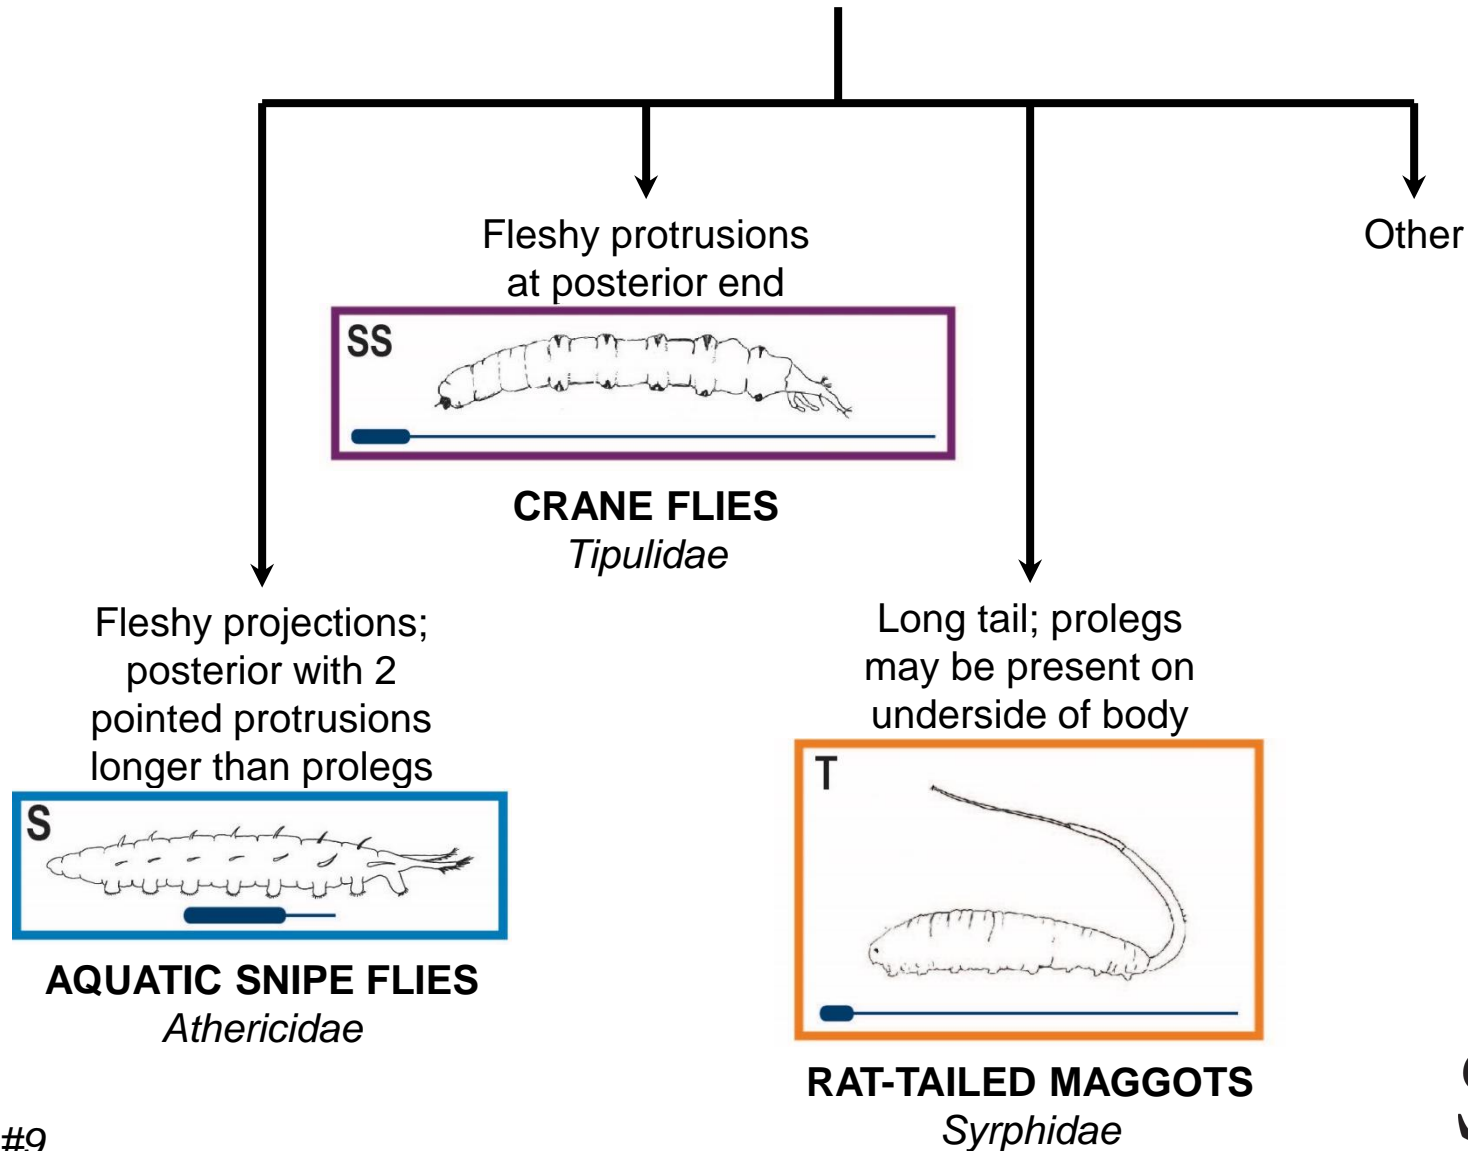 Fleshy protrusions
at posterior end
Other
SS
CRANE FLIES
Tipulidae
Fleshy projections;
posterior with 2
pointed protrusions
longer than prolegs
S
AQUATIC SNIPE FLIES
Athericidae
Long tail; prolegs
may be present on
underside of body
T
RAT-TAILED MAGGOTS
Syrphidae
#9